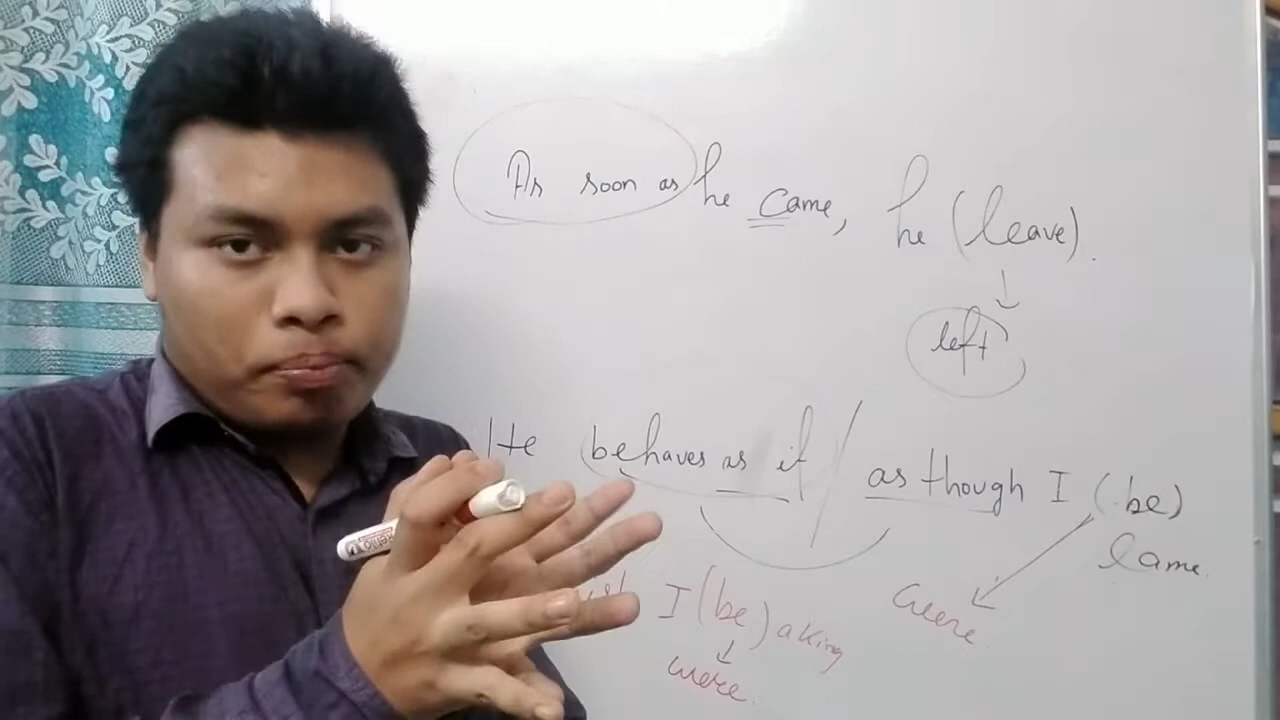 As soon as he came, he (leave).
left
He behaves as if / as though I (be)
lame.
were
I (be) a king
were.